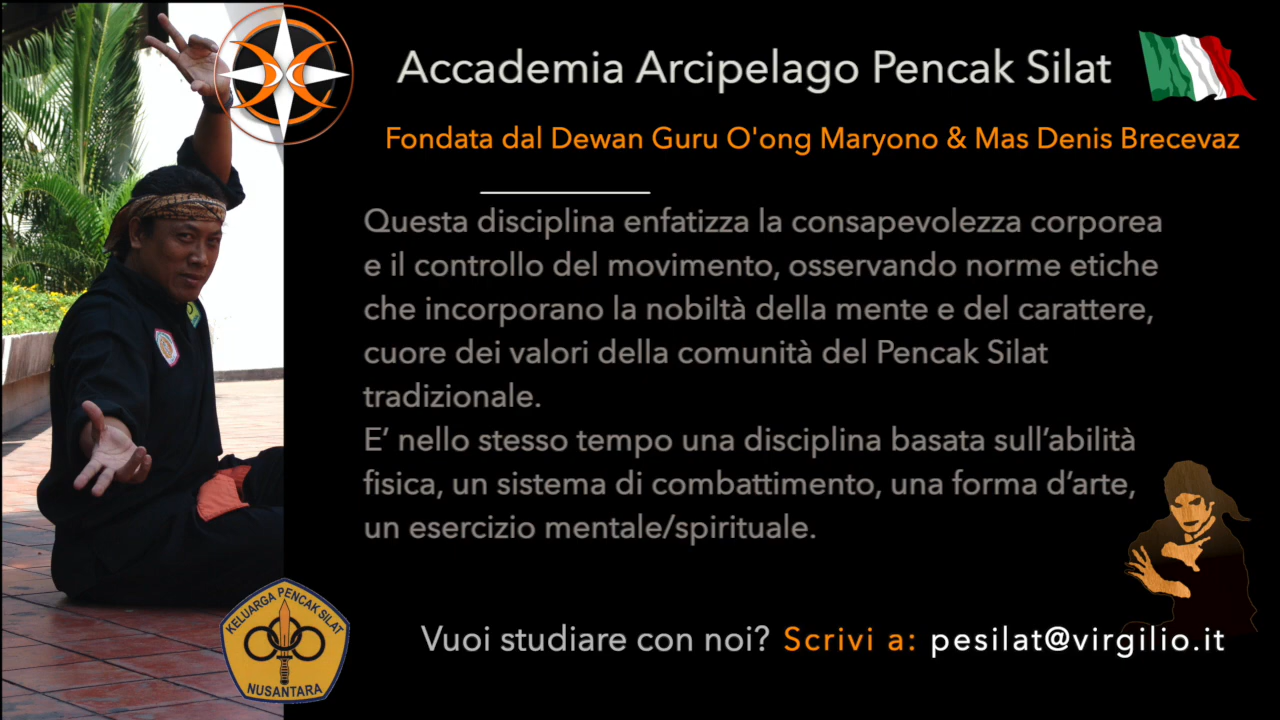 Accademia Arcipelago Pencak Silat
Fondata dal Dewan Guru O'ong Maryono & Mas Denis Brecevaz
Questa disciplina enfatizza la consapevolezza corporea
e il controllo del movimento, osservando norme etiche
che incorporano la nobiltà della mente e del carattere,
cuore dei valori della comunità del Pencak Silat
tradizionale.
E’ nello stesso tempo una disciplina basata sull’abilità
fisica, un sistema di combattimento, una forma d’arte,
un esercizio mentale/spirituale.
KELUARGA PENCAK SILAT
NUSANTARA
Vuoi studiare con noi? Scrivi a: pesilat@virgilio.it